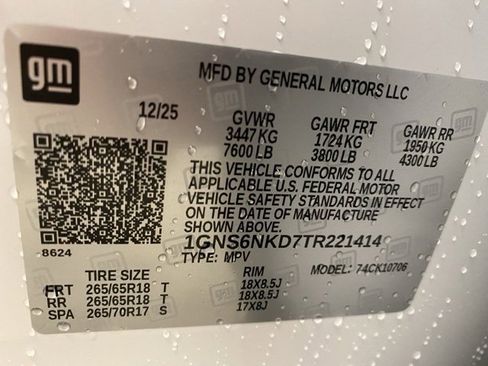 gm
MFD BY GENERAL MOTORS LLC
12/25 GVWR GAWR FRT GAWR RR
3447 KG 1724 KG 1950 KG
7600 LB 3800 LB 4300 LB
THIS VEHICLE CONFORMS TO ALL
APPLICABLE U.S. FEDERAL MOTOR
VEHICLE SAFETY STANDARDS IN EFFECT
ON THE DATE OF MANUFACTURE
SHOWN ABOVE.
1GNS6NKD7TR221414
8624 TYPE: MPV MODEL: 74CK10706
TIRE SIZE RIM
FRT 265/65R18 T 18X8.5J
RR 265/65R18 T 18X8.5J
SPA 265/70R17 S 17X8J